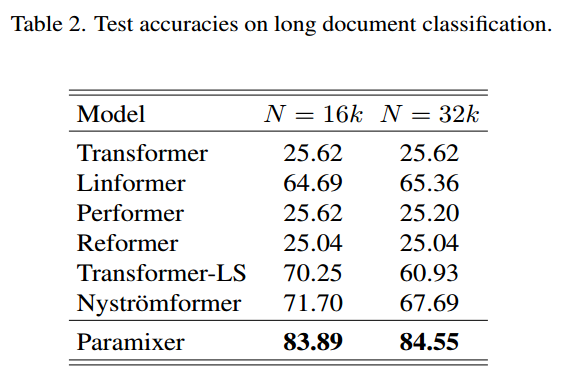 Table 2. Test accuracies on long document classification.
Model N = 16k N = 32k
Transformer 25.62 25.62
Linformer 64.69 65.36
Performer 25.62 25.20
Reformer 25.04 25.04
Transformer-LS 70.25 60.93
Nyströmformer 71.70 67.69
Paramixer 83.89 84.55